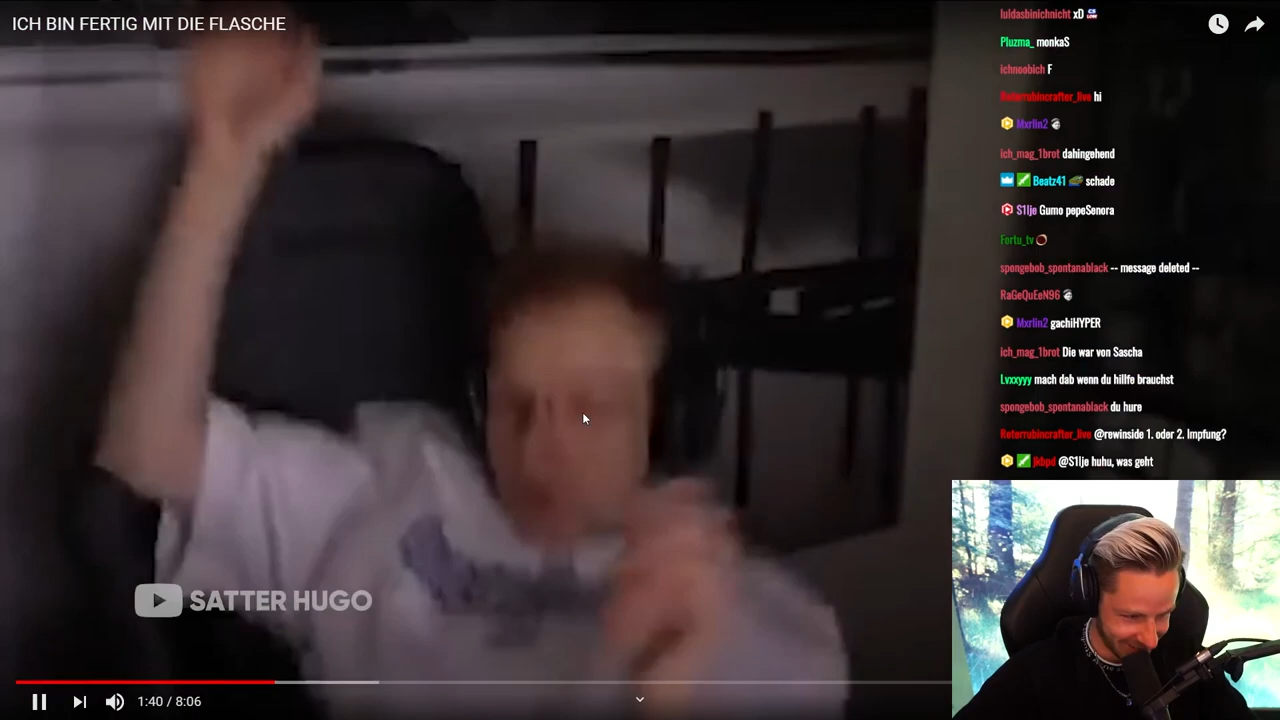 ICH BIN FERTIG MIT DIE FLASCHE
luldasbinichnicht xD
Pluzma_ monkaS
ichnoobich F
Roterrubincrafter_live hi
Mxrlin2
ich_mag_1brot dahingehend
Beatz41 schade
S1lje Gumo pepeSenora
Fortu_tv
spongebob_spontanablack -- message deleted --
RaGeQuEeN96
Mxrlin2 gachiHYPER
ich_mag_1brot Die war von Sascha
Lvxxyyy mach dab wenn du hillfe brauchst
spongebob_spontanablack du hure
Roterrubincrafter_live @rewinside 1. oder 2. Impfung?
jkbpd @S1lje huhu, was geht
SATTER HUGO
1:40 / 8:06